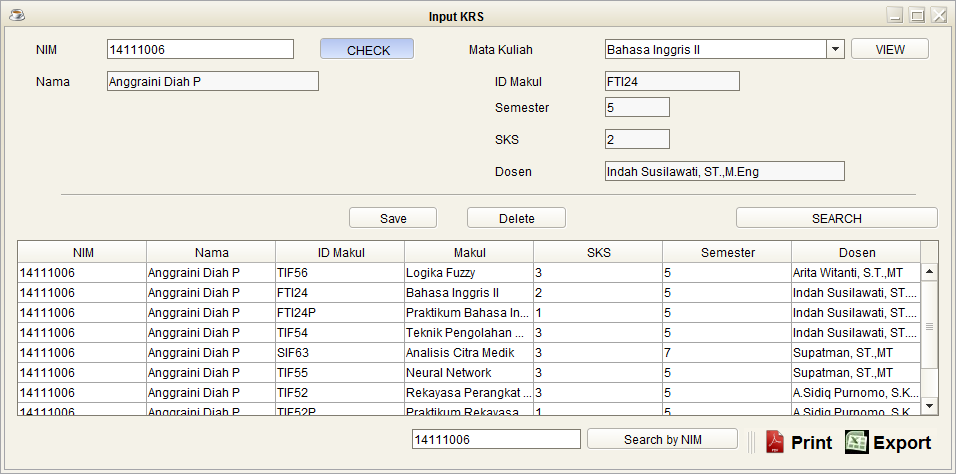 Input KRS
NIM 14111006 CHECK Mata Kuliah Bahasa Inggris II VIEW
Nama Anggraini Diah P ID Makul FTI24
Semester 5
SKS 2
Dosen Indah Susilawati, ST.,M.Eng
Save Delete SEARCH
NIM Nama ID Makul Makul SKS Semester Dosen
14111006 Anggraini Diah P TIF56 Logika Fuzzy 3 5 Arita Witanti, S.T.,MT
14111006 Anggraini Diah P FTI24 Bahasa Inggris II 2 5 Indah Susilawati, ST....
14111006 Anggraini Diah P FTI24P Praktikum Bahasa In... 1 5 Indah Susilawati, ST....
14111006 Anggraini Diah P TIF54 Teknik Pengolahan ... 3 5 Indah Susilawati, ST....
14111006 Anggraini Diah P SIF63 Analisis Citra Medik 3 7 Supatman, ST.,MT
14111006 Anggraini Diah P TIF55 Neural Network 3 5 Supatman, ST.,MT
14111006 Anggraini Diah P TIF52 Rekayasa Perangkat ... 3 5 A.Sidiq Purnomo, S.K...
14111006 Anggraini Diah P TIF52P Praktikum Rekayasa 1 5 A.Sidiq Purnomo, S.K...
14111006 Search by NIM PDF Print Export